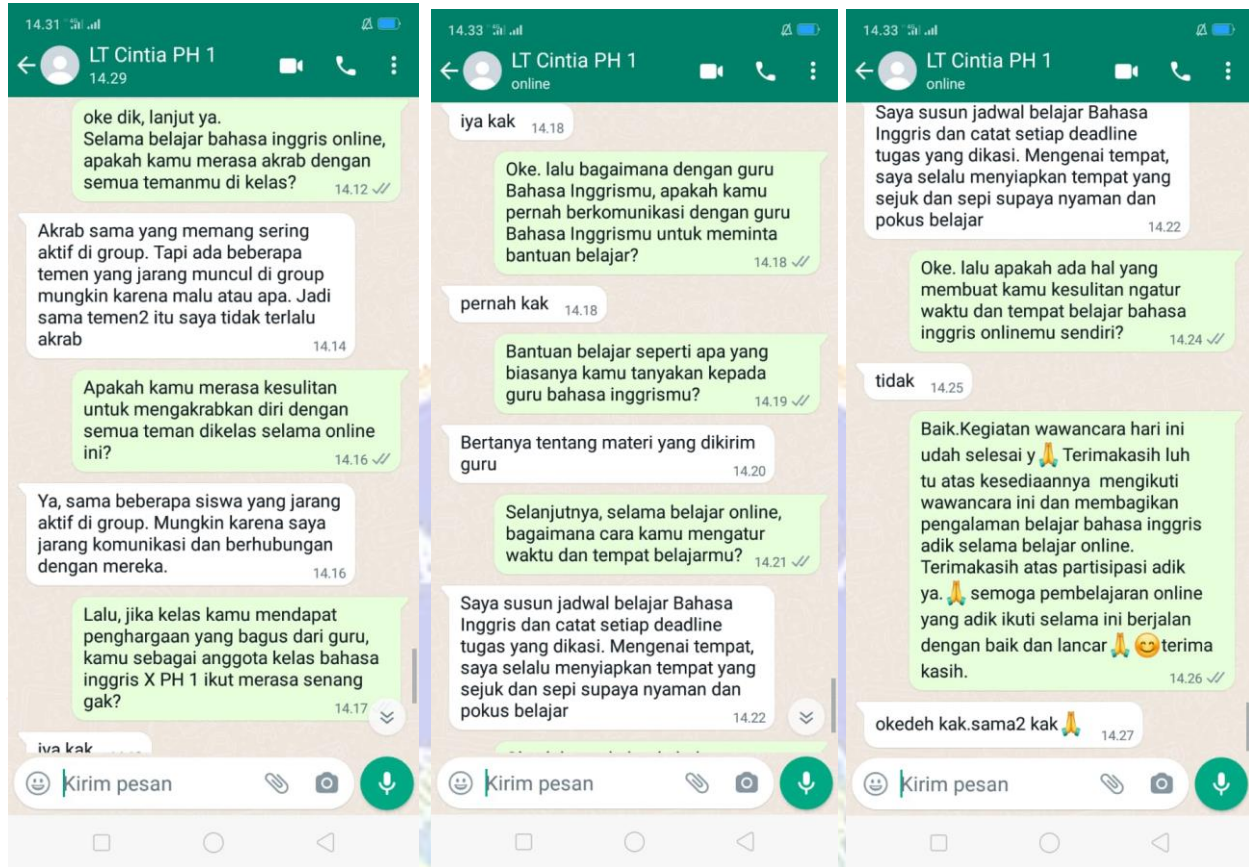 14.31
LT Cintia PH 1
14.29
oke dik, lanjut ya.
Selama belajar bahasa inggris online,
apakah kamu merasa akrab dengan
semua temanmu di kelas?
14.12
Akrab sama yang memang sering
aktif di group. Tapi ada beberapa
temen yang jarang muncul di group
mungkin karena malu atau apa. Jadi
sama temen2 itu saya tidak terlalu
akrab
14.14
Apakah kamu merasa kesulitan
untuk mengakrabkan diri dengan
semua teman dikelas selama online
ini?
14.16
Ya, sama beberapa siswa yang jarang
aktif di group. Mungkin karena saya
jarang komunikasi dan berhubungan
dengan mereka.
14.16
Lalu, jika kelas kamu mendapat
penghargaan yang bagus dari guru,
kamu sebagai anggota kelas bahasa
inggris X PH 1 ikut merasa senang
gak?
14.17
iya kak
Kirim pesan
14.33
LT Cintia PH 1
online
iya kak
14.18
Oke. lalu bagaimana dengan guru
Bahasa Inggrismu, apakah kamu
pernah berkomunikasi dengan guru
Bahasa Inggrismu untuk meminta
bantuan belajar?
14.18
pernah kak
14.18
Bantuan belajar seperti apa yang
biasanya kamu tanyakan kepada
guru bahasa inggrismu?
14.19
Bertanya tentang materi yang dikirim
guru
14.20
Selanjutnya, selama belajar online,
bagaimana cara kamu mengatur
waktu dan tempat belajarmu?
14.21
Saya susun jadwal belajar Bahasa
Inggris dan catat setiap deadline
tugas yang dikasi. Mengenai tempat,
saya selalu menyiapkan tempat yang
sejuk dan sepi supaya nyaman dan
pokus belajar
14.22
Kirim pesan
14.33
LT Cintia PH 1
online
Saya susun jadwal belajar Bahasa
Inggris dan catat setiap deadline
tugas yang dikasi. Mengenai tempat,
saya selalu menyiapkan tempat yang
sejuk dan sepi supaya nyaman dan
pokus belajar
14.22
Oke. lalu apakah ada hal yang
membuat kamu kesulitan ngatur
waktu dan tempat belajar bahasa
inggris onlinemu sendiri?
14.24
tidak
14.25
Baik.Kegiatan wawancara hari ini
udah selesai y🙏 Terimakasih luh
tu atas kesediaannya mengikuti
wawancara ini dan membagikan
pengalaman belajar bahasa inggris
adik selama belajar online.
Terimakasih atas partisipasi adik
ya.🙏 semoga pembelajaran online
yang adik ikuti selama ini berjalan
dengan baik dan lancar🙏😊terima
kasih.
14.26
okedeh kak.sama2 kak🙏
14.27
Kirim pesan